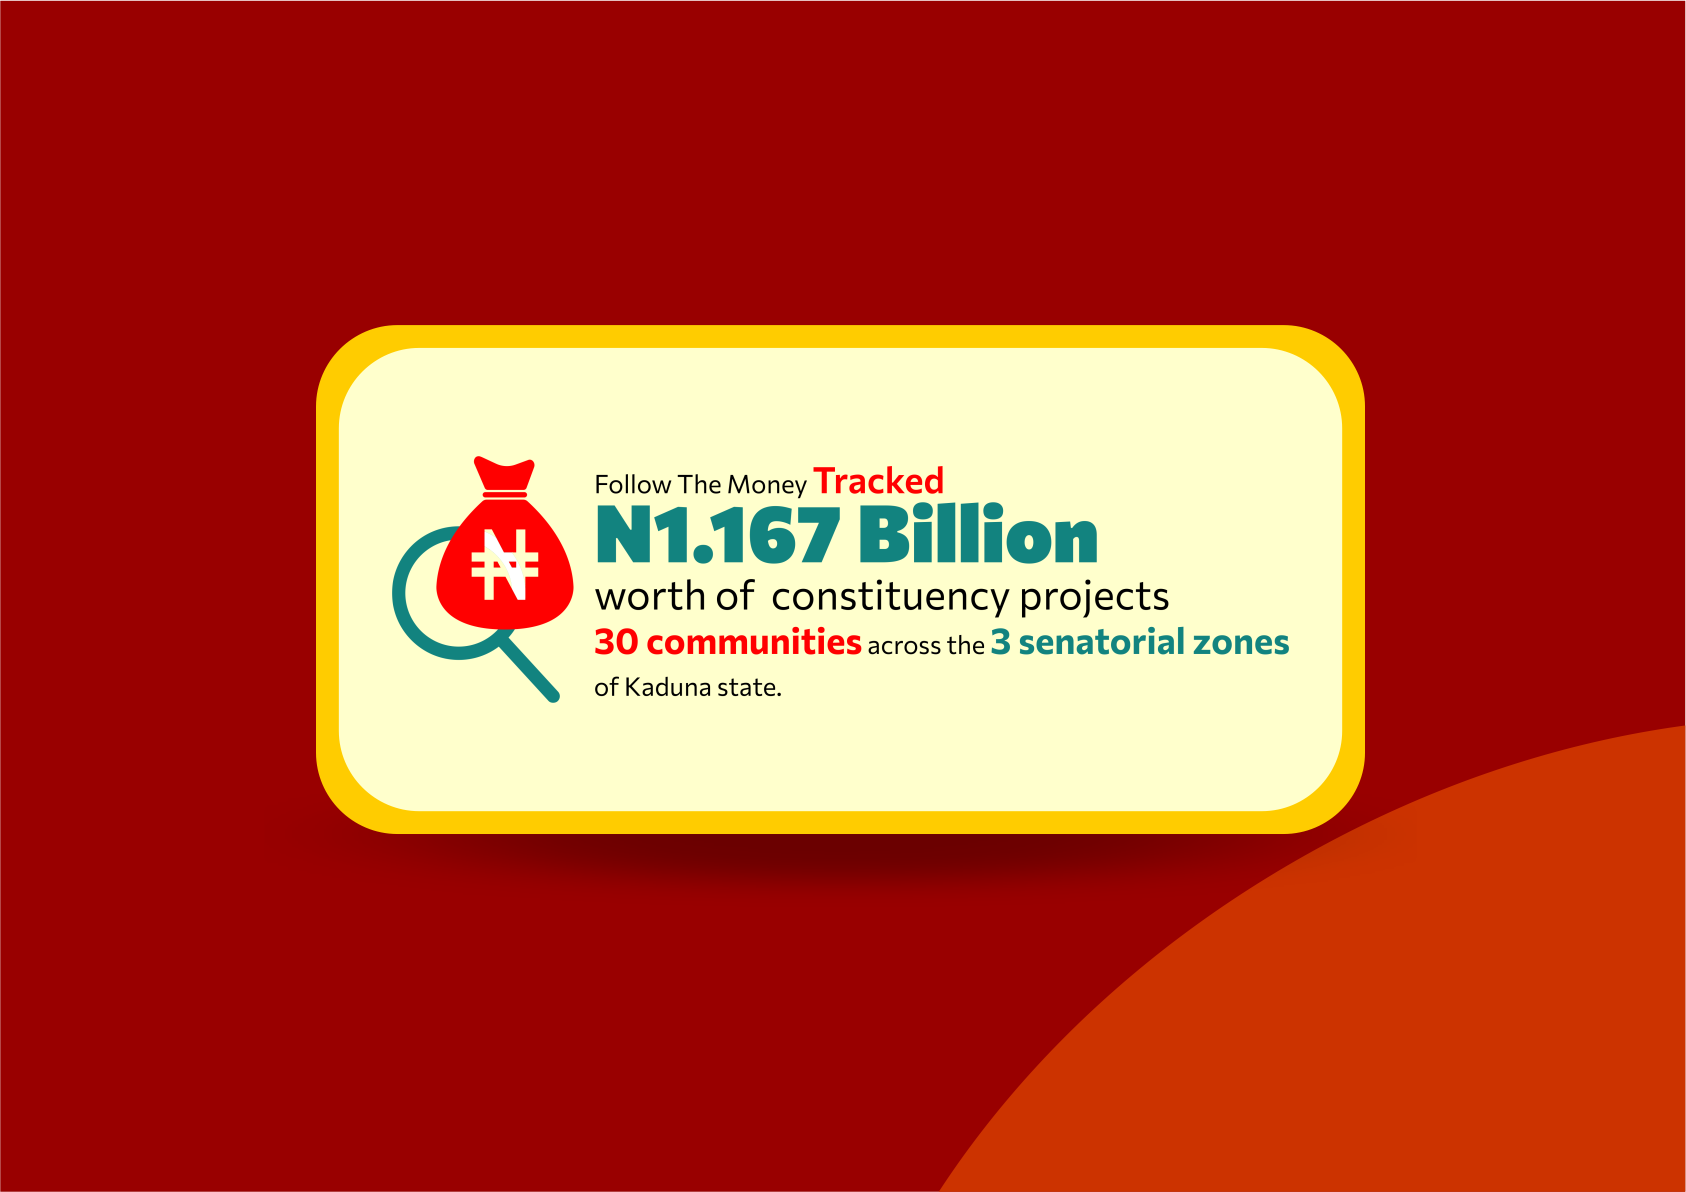 ₦
Follow The Money Tracked
N1.167 Billion
worth of constituency projects
30 communities across the 3 senatorial zones
of Kaduna state.